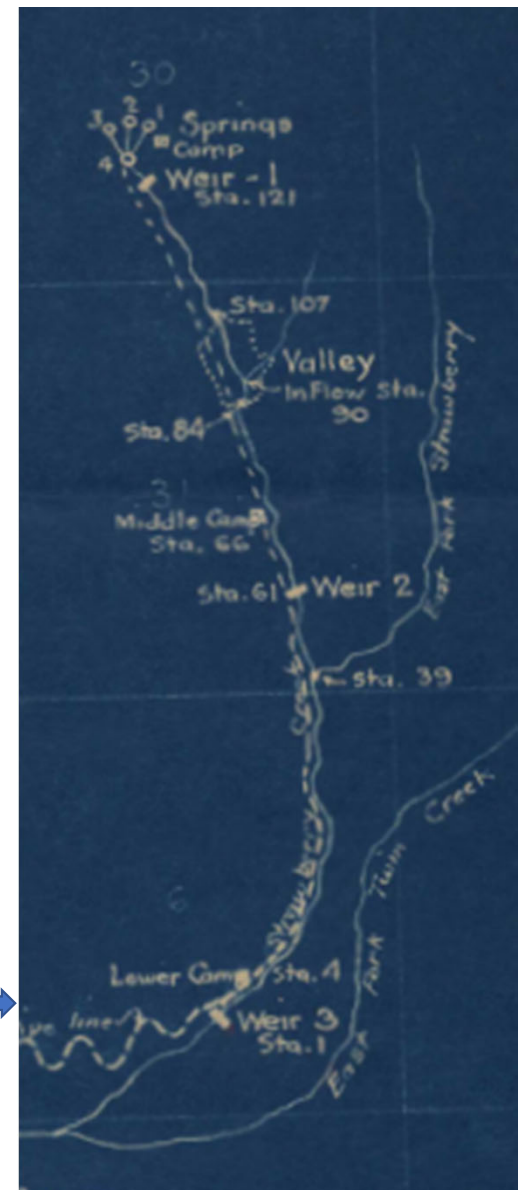 30
3 2 1
Springs
Camp
4
Weir - 1
Sta. 121
Sta. 107
Valley
InFlow Sta.
90
Sta. 84
31
Middle Camp
Sta. 66
Sta. 61
Weir 2
East Fork Strawberry
Sta. 39
Creek
Strawberry
East Fork Twin Creek
6
Lower Camp
Sta. 4
line
Weir 3
Sta. 1